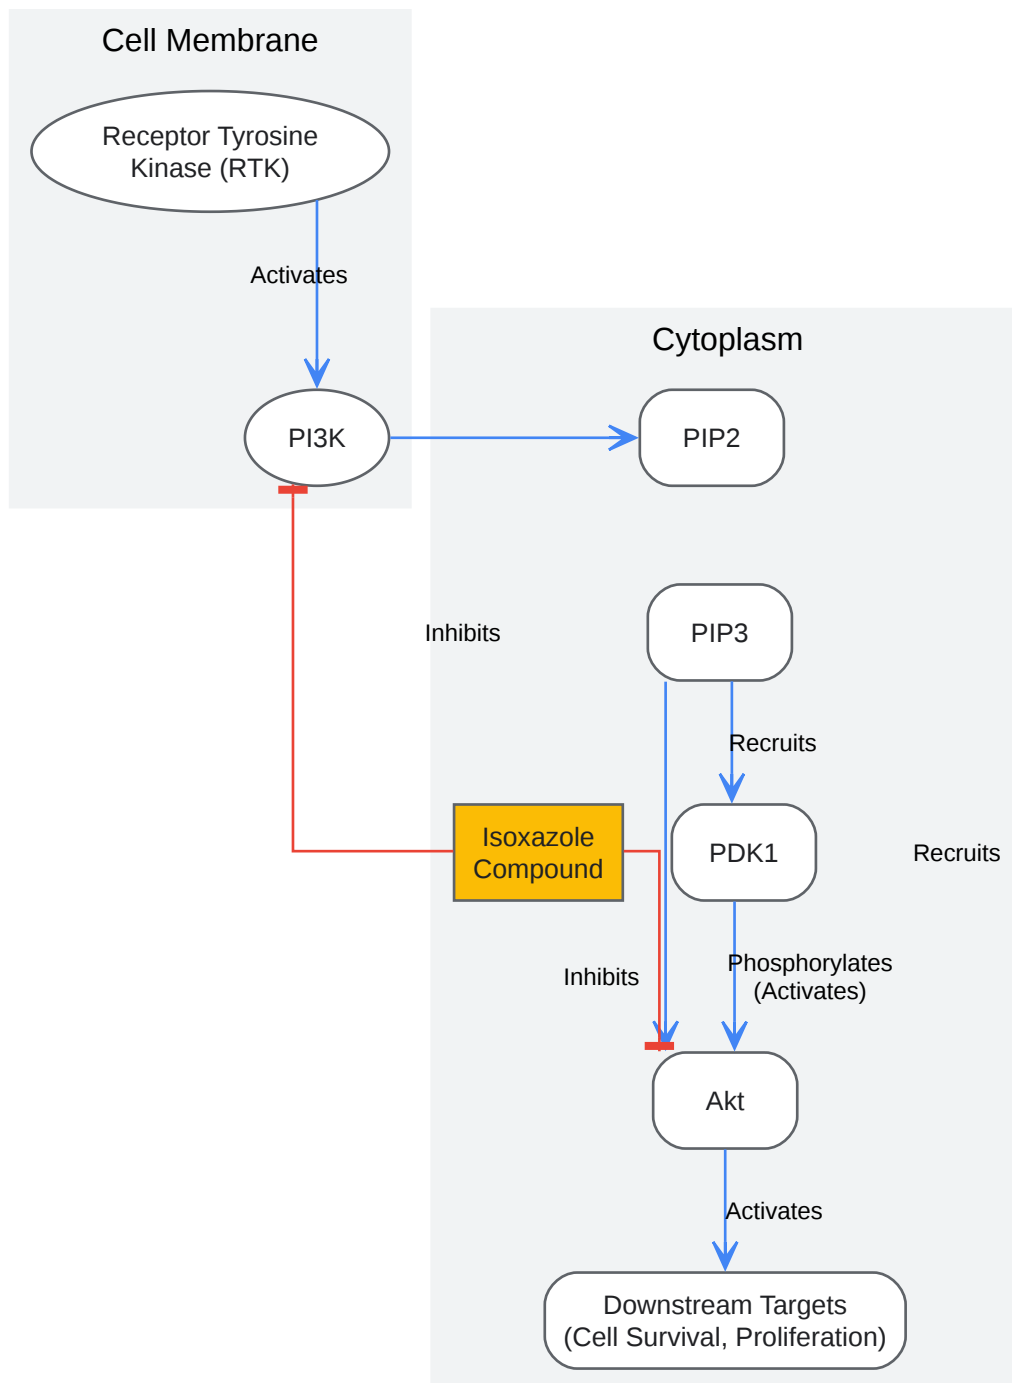 Cell Membrane
Receptor Tyrosine
Kinase (RTK)
Activates
Cytoplasm
PI3K
PIP2
Inhibits
PIP3
Recruits
Isoxazole
Compound
PDK1
Recruits
Inhibits
Phosphorylates
(Activates)
Akt
Activates
Downstream Targets
(Cell Survival, Proliferation)